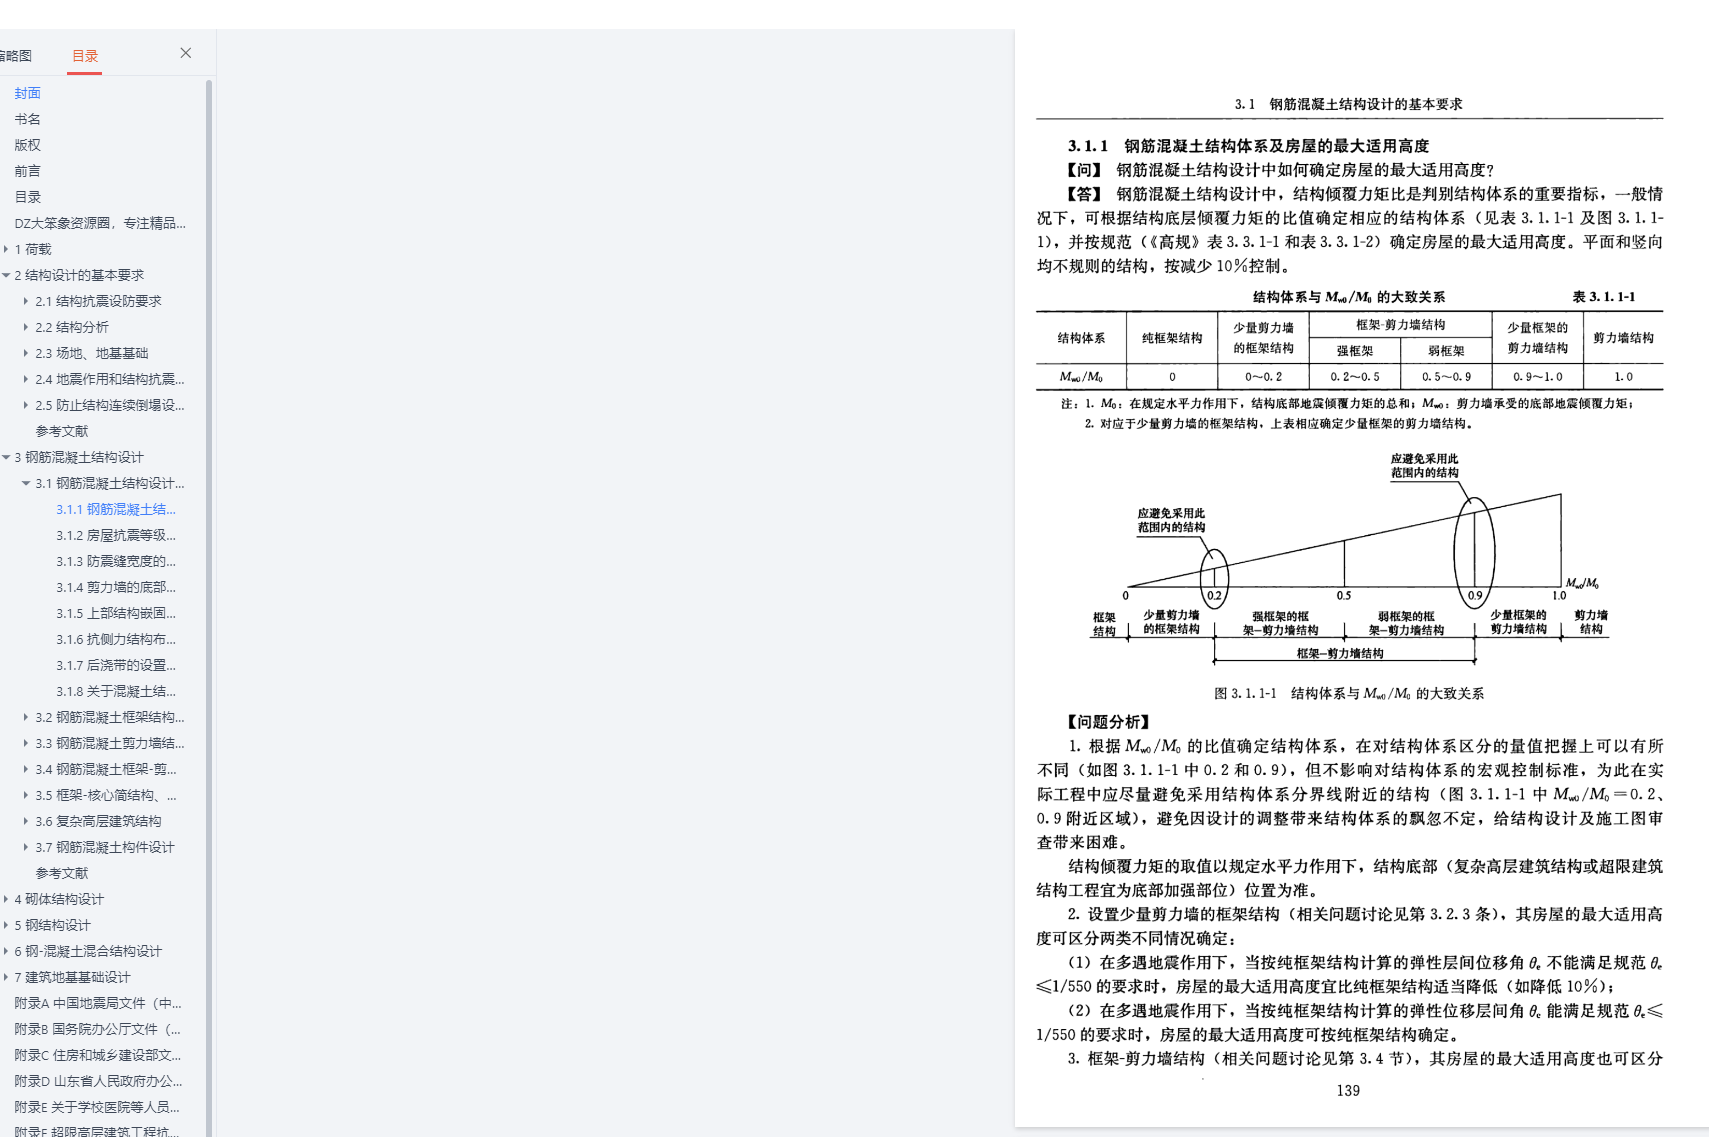 缩略图
目录
封面
书名
版权
前言
目录
DZ大笨象资源圈，专注精品...
1 荷载
2 结构设计的基本要求
2.1 结构抗震设防要求
2.2 结构分析
2.3 场地、地基基础
2.4 地震作用和结构抗震...
2.5 防止结构连续倒塌设...
参考文献
3 钢筋混凝土结构设计
3.1 钢筋混凝土结构设计...
3.1.1 钢筋混凝土结...
3.1.2 房屋抗震等级...
3.1.3 防震缝宽度的...
3.1.4 剪力墙的底部...
3.1.5 上部结构嵌固...
3.1.6 抗侧力结构布...
3.1.7 后浇带的设置...
3.1.8 关于混凝土结...
3.2 钢筋混凝土框架结构...
3.3 钢筋混凝土剪力墙结...
3.4 钢筋混凝土框架-剪...
3.5 框架-核心筒结构、...
3.6 复杂高层建筑结构
3.7 钢筋混凝土构件设计
参考文献
4 砌体结构设计
5 钢结构设计
6 钢-混凝土混合结构设计
7 建筑地基基础设计
附录A 中国地震局文件（中...
附录B 国务院办公厅文件（...
附录C 住房和城乡建设部文...
附录D 山东省人民政府办公...
附录E 关于学校医院等人员...
附录F 超限高层建筑工程抗...
3.1 钢筋混凝土结构设计的基本要求
3.1.1 钢筋混凝土结构体系及房屋的最大适用高度
【问】 钢筋混凝土结构设计中如何确定房屋的最大适用高度？
【答】 钢筋混凝土结构设计中，结构倾覆力矩比是判别结构体系的重要指标，一般情
况下，可根据结构底层倾覆力矩的比值确定相应的结构体系（见表 3.1.1-1 及图 3.1.1-
1），并按规范（《高规》表 3.3.1-1 和表 3.3.1-2）确定房屋的最大适用高度。平面和竖向
均不规则的结构，按减少 10%控制。
结构体系与 Mw0/M0 的大致关系 表 3.1.1-1
结构体系 纯框架结构 少量剪力墙的框架结构 框架-剪力墙结构 少量框架的剪力墙结构 剪力墙结构
强框架 弱框架
Mw0/M0 0 0～0.2 0.2～0.5 0.5～0.9 0.9～1.0 1.0
注：1. M0：在规定水平力作用下，结构底部地震倾覆力矩的总和；Mw0：剪力墙承受的底部地震倾覆力矩；
2. 对应于少量剪力墙的框架结构，上表相应确定少量框架的剪力墙结构。
应避免采用此
范围内的结构
应避免采用此
范围内的结构
Mw0/M0
0 0.2 0.5 0.9 1.0
框架 少量剪力墙 强框架的框 弱框架的框 少量框架的 剪力墙
结构 的框架结构 架—剪力墙结构 架—剪力墙结构 剪力墙结构 结构
框架—剪力墙结构
图 3.1.1-1 结构体系与 Mw0/M0 的大致关系
【问题分析】
1. 根据 Mw0/M0 的比值确定结构体系，在对结构体系区分的量值把握上可以有所
不同（如图 3.1.1-1 中 0.2 和 0.9），但不影响对结构体系的宏观控制标准，为此在实
际工程中应尽量避免采用结构体系分界线附近的结构（图 3.1.1-1 中 Mw0/M0＝0.2、
0.9 附近区域），避免因设计的调整带来结构体系的飘忽不定，给结构设计及施工图审
查带来困难。
结构倾覆力矩的取值以规定水平力作用下，结构底部（复杂高层建筑结构或超限建筑
结构工程宜为底部加强部位）位置为准。
2. 设置少量剪力墙的框架结构（相关问题讨论见第 3.2.3 条），其房屋的最大适用高
度可区分两类不同情况确定：
（1）在多遇地震作用下，当按纯框架结构计算的弹性层间位移角 θe 不能满足规范 θe
≤1/550 的要求时，房屋的最大适用高度宜比纯框架结构适当降低（如降低 10%）；
（2）在多遇地震作用下，当按纯框架结构计算的弹性位移层间角 θe 能满足规范 θe≤
1/550 的要求时，房屋的最大适用高度可按纯框架结构确定。
3. 框架-剪力墙结构（相关问题讨论见第 3.4 节），其房屋的最大适用高度也可区分
139